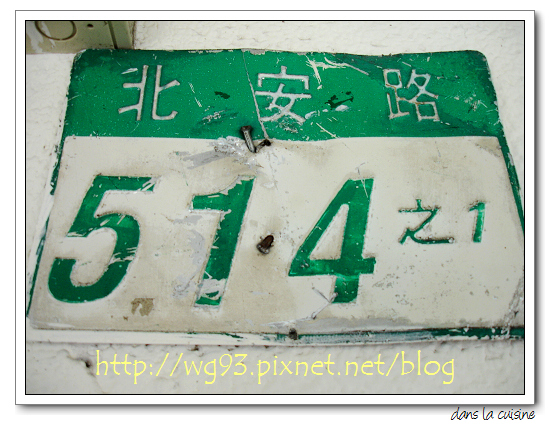 北安路
514之1
http://wg93.pixnet.net/blog
dans la cuisine